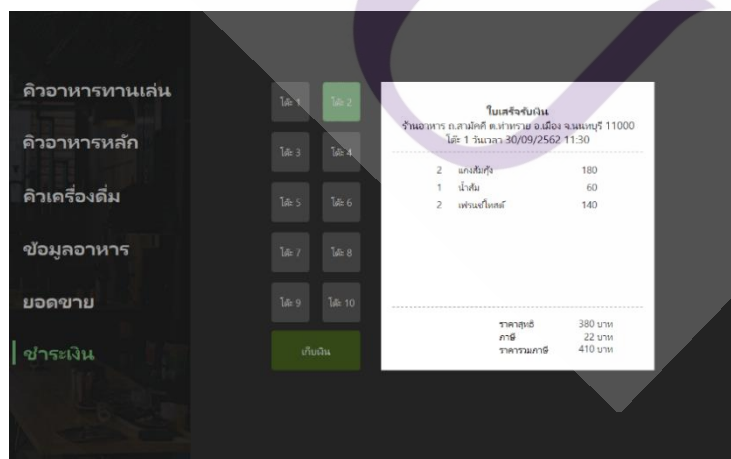 คิวอาหารทานเล่น
คิวอาหารหลัก
คิวเครื่องดื่ม
ข้อมูลอาหาร
ยอดขาย
ชำระเงิน
โต๊ะ 1 โต๊ะ 2
โต๊ะ 3 โต๊ะ 4
โต๊ะ 5 โต๊ะ 6
โต๊ะ 7 โต๊ะ 8
โต๊ะ 9 โต๊ะ 10
เก็บเงิน
ใบเสร็จรับเงิน
ร้านอาหาร ถ.สามัคคี ต.ท่าทราย อ.เมือง จ.นนทบุรี 11000
โต๊ะ 1 วันเวลา 30/09/2562 11:30
2 แกงส้มกุ้ง 180
1 น้ำส้ม 60
2 เฟรนช์โทสต์ 140
ราคาสุทธิ 380 บาท
ภาษี 22 บาท
ราคารวมภาษี 410 บาท